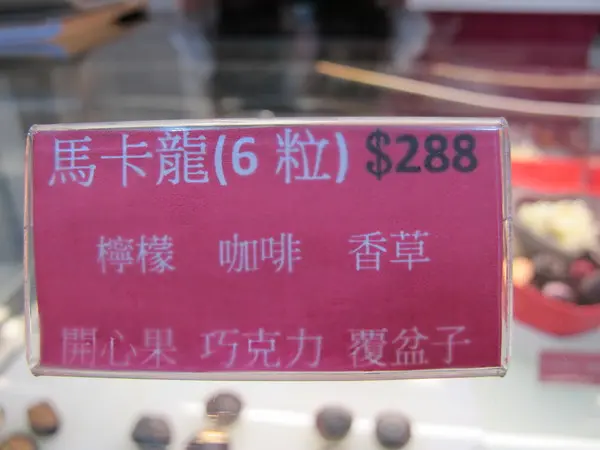 馬卡龍(6 粒) $288
檸檬 咖啡 香草
開心果 巧克力 覆盆子